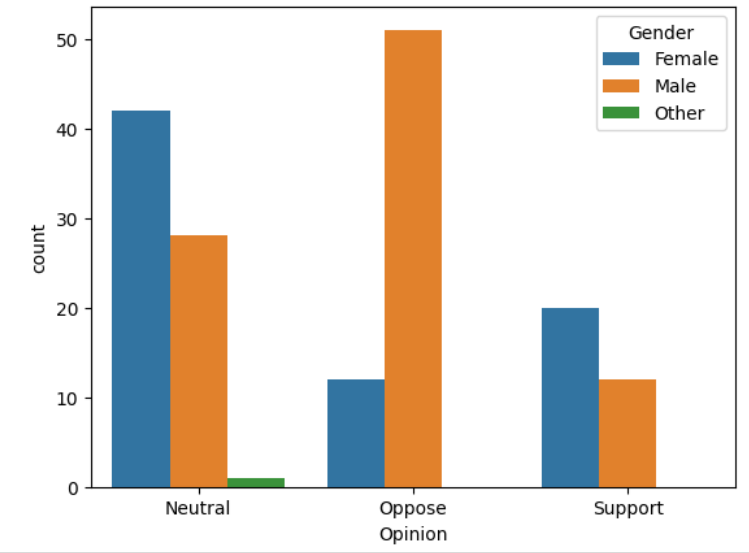 Gender
Female
Male
Other
50
40
30
20
10
0
count
Neutral
Oppose
Support
Opinion